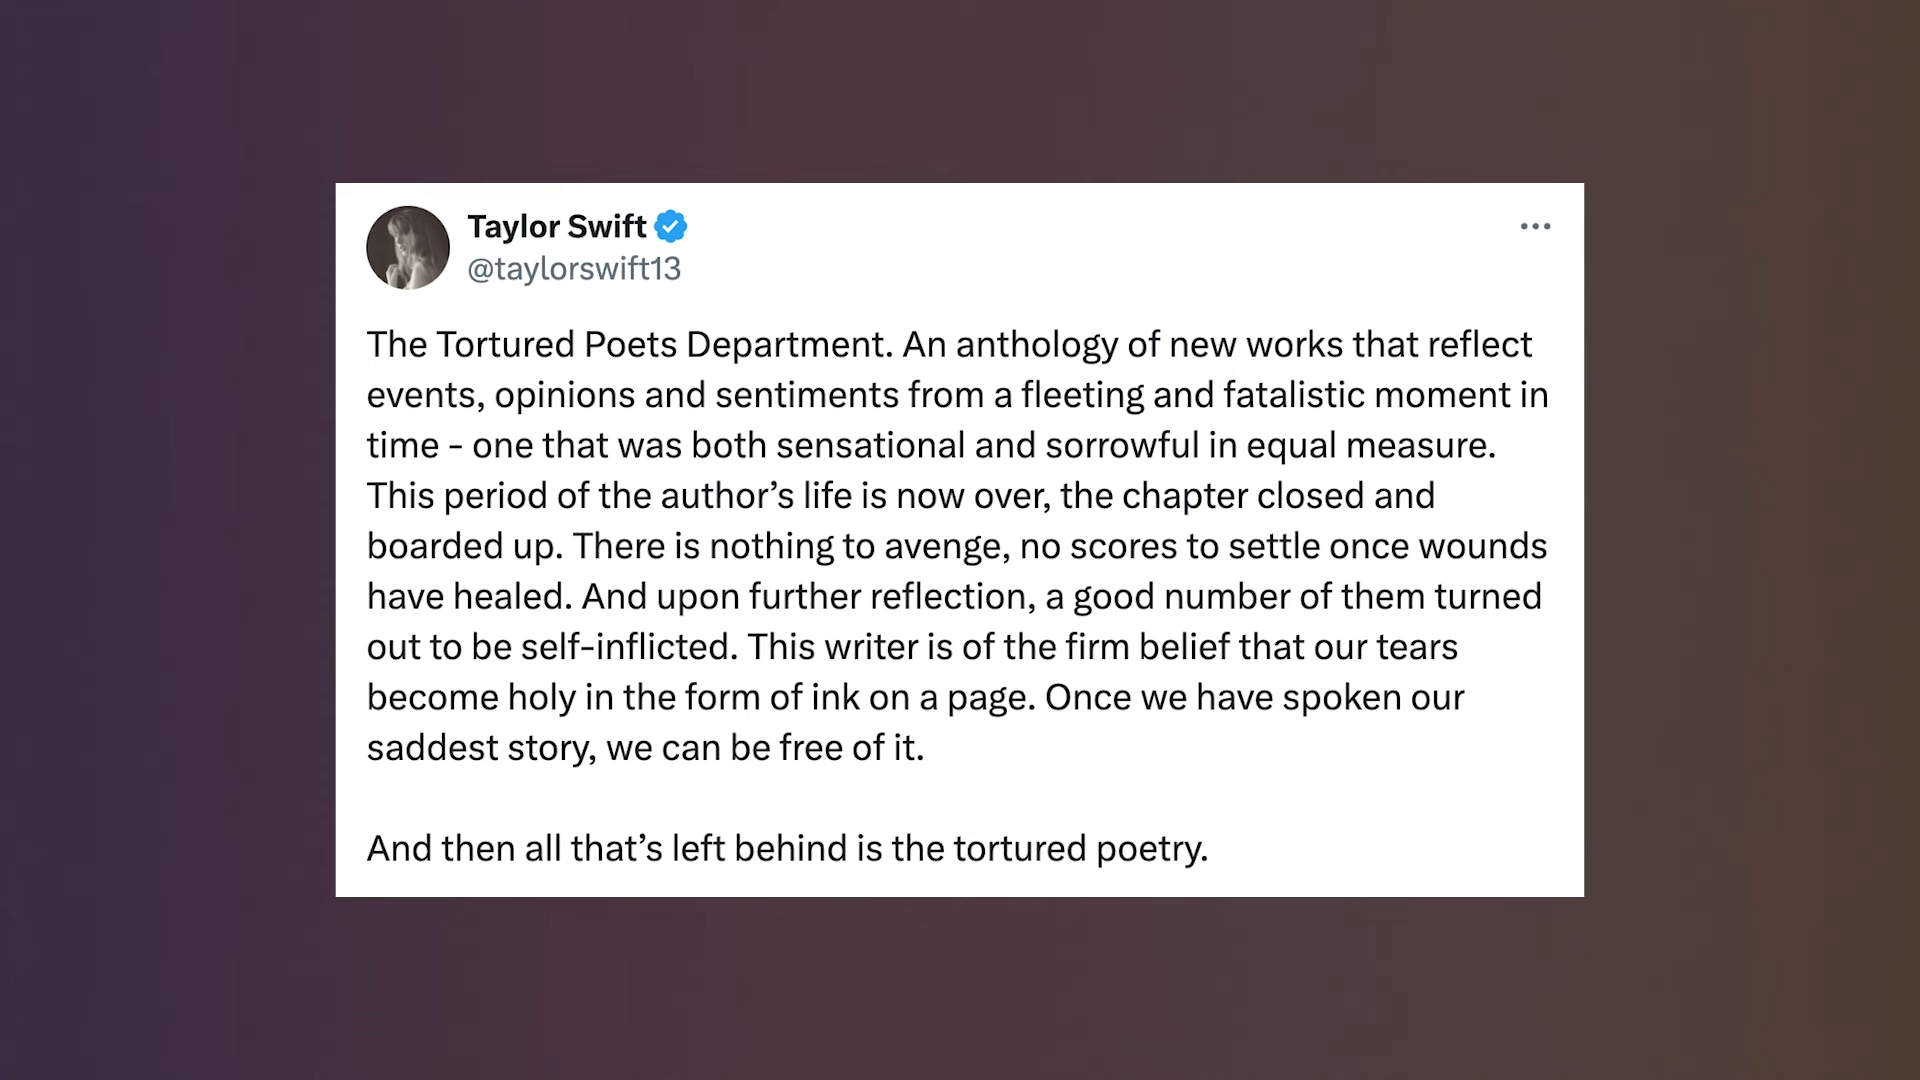 Taylor Swift
@taylorswift13
The Tortured Poets Department. An anthology of new works that reflect
events, opinions and sentiments from a fleeting and fatalistic moment in
time - one that was both sensational and sorrowful in equal measure.
This period of the author’s life is now over, the chapter closed and
boarded up. There is nothing to avenge, no scores to settle once wounds
have healed. And upon further reflection, a good number of them turned
out to be self-inflicted. This writer is of the firm belief that our tears
become holy in the form of ink on a page. Once we have spoken our
saddest story, we can be free of it.
And then all that’s left behind is the tortured poetry.